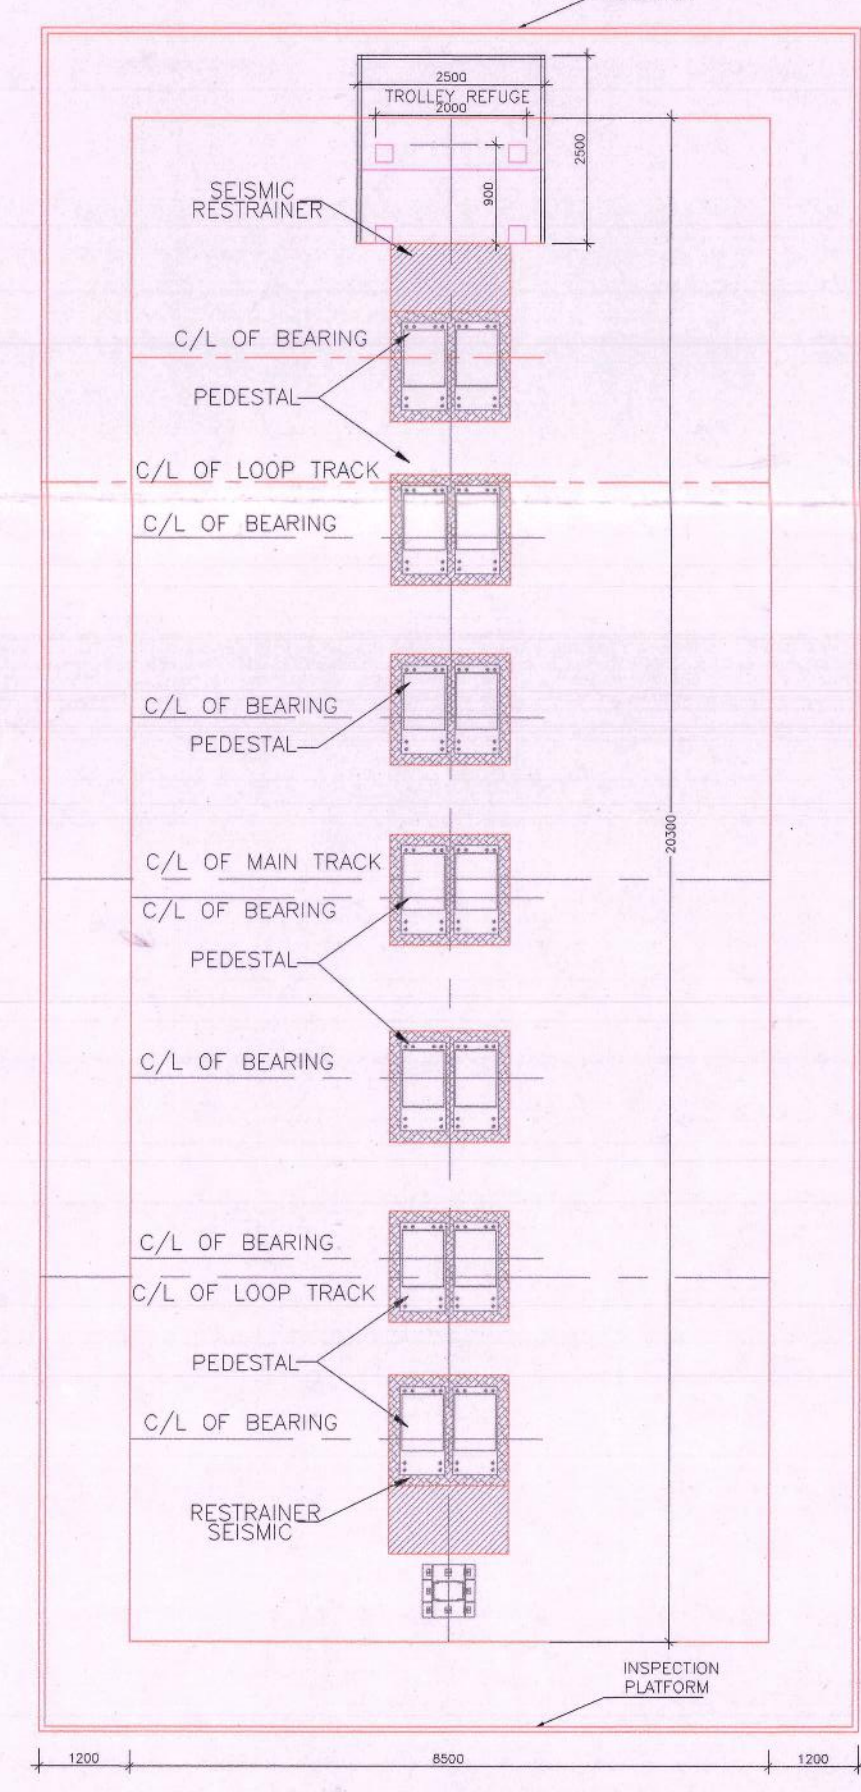 2500
TROLLEY REFUGE
2000
2500
900
SEISMIC
RESTRAINER
C/L OF BEARING
PEDESTAL
C/L OF LOOP TRACK
C/L OF BEARING
C/L OF BEARING
PEDESTAL
20300
C/L OF MAIN TRACK
C/L OF BEARING
PEDESTAL
C/L OF BEARING
C/L OF BEARING
C/L OF LOOP TRACK
PEDESTAL
C/L OF BEARING
RESTRAINER
SEISMIC
INSPECTION
PLATFORM
1200
8500
1200